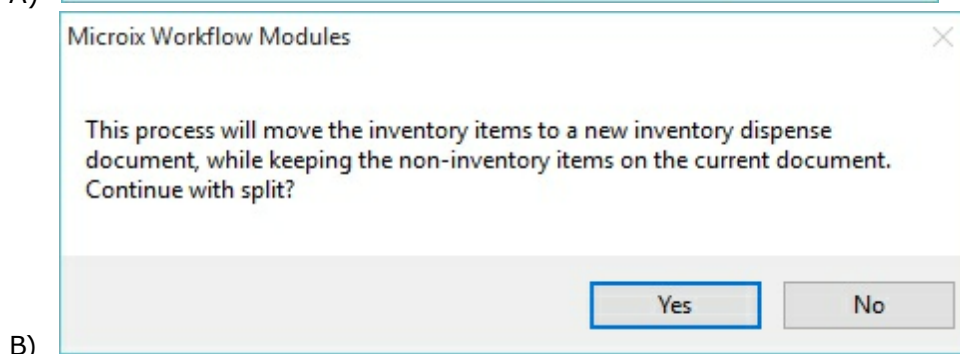 A)
Microix Workflow Modules
This process will move the inventory items to a new inventory dispense
document, while keeping the non-inventory items on the current document.
Continue with split?
Yes No
B)